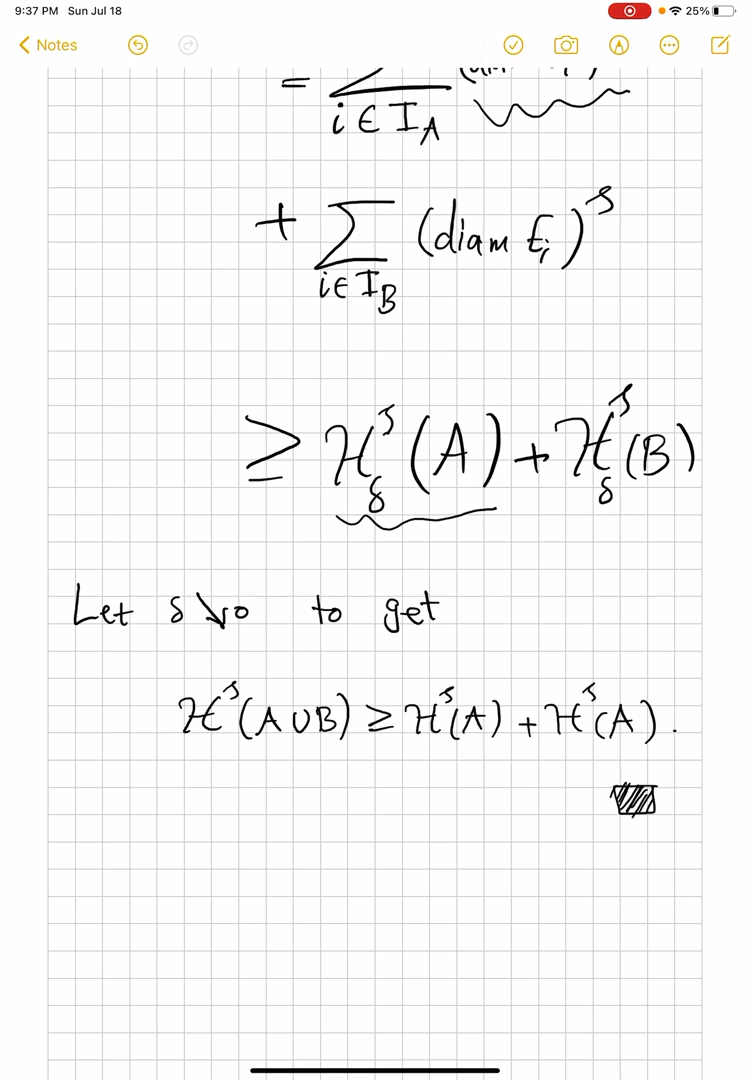 9:37 PM Sun Jul 18
25%
Notes
= ∑_{i ∈ I_A}
+ ∑_{i ∈ I_B} (diam E_i)^s
≥ ℋ^s_δ (A) + ℋ^s_δ (B)
Let δ ↘ 0 to get
ℋ^s (A ∪ B) ≥ ℋ^s (A) + ℋ^s (A).